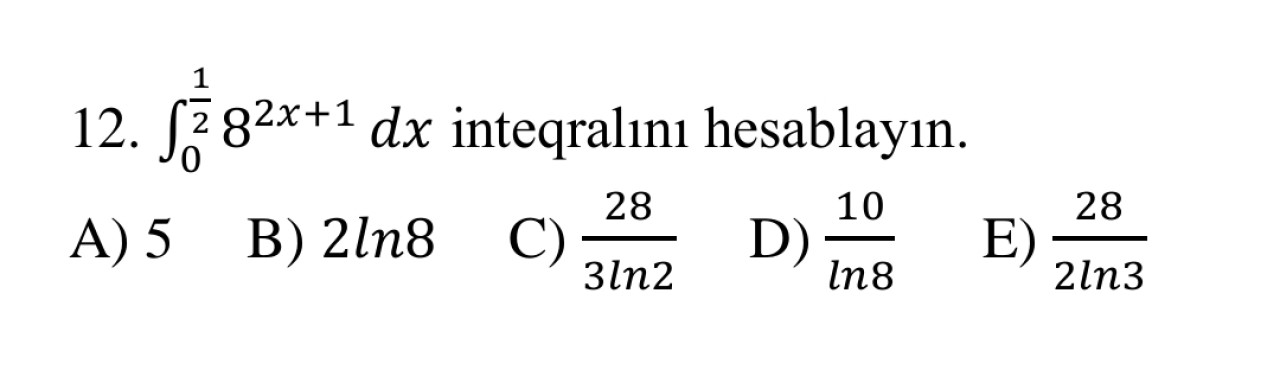 12. ∫₀^(1/2) 8^(2x+1) dx inteqralını hesablayın.
A) 5 B) 2ln8 C) 28/3ln2 D) 10/ln8 E) 28/2ln3